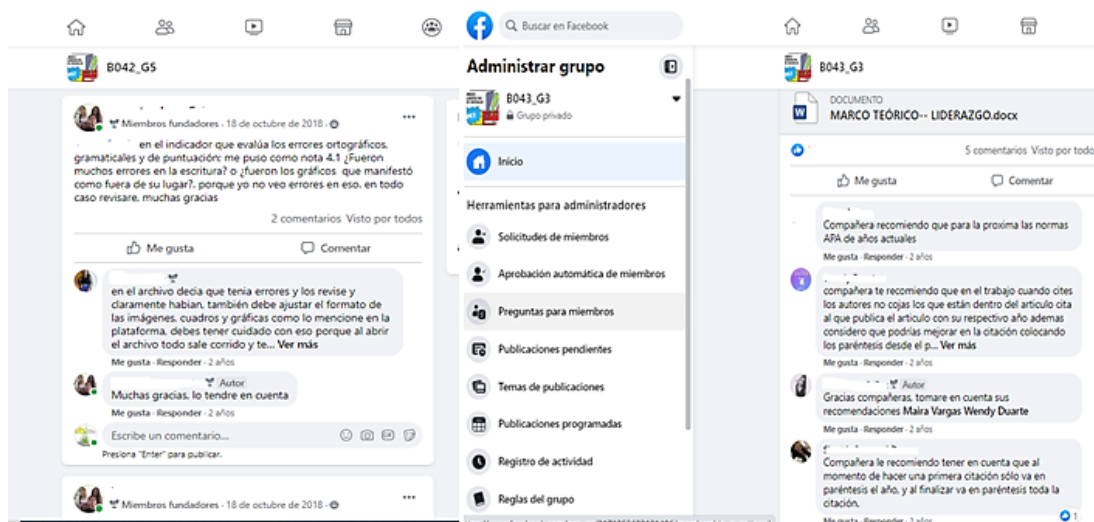 B042_G5
Miembros fundadores · 18 de octubre de 2018 ·
en el indicador que evalúa los errores ortográficos,
gramaticales y de puntuación: me puso como nota 4.1 ¿Fueron
muchos errores en la escritura? o ¿fueron los gráficos que manifestó
como fuera de su lugar?. porque yo no veo errores en eso. en todo
caso revisare, muchas gracias
2 comentarios Visto por todos
Me gusta Comentar
en el archivo decia que tenia errores y los revise y
claramente habian, también debe ajustar el formato de
las imágenes, cuadros y gráficas como lo mencione en la
plataforma, debes tener cuidado con eso porque al abrir
el archivo todo sale corrido y te... Ver más
Me gusta · Responder · 2 años
Autor
Muchas gracias, lo tendre en cuenta
Me gusta · Responder · 2 años
Escribe un comentario...
GIF
Presiona "Enter" para publicar.
Miembros fundadores · 18 de octubre de 2018 ·
Buscar en Facebook
Administrar grupo
B043_G3
Grupo privado
Inicio
Herramientas para administradores
Solicitudes de miembros
Aprobación automática de miembros
Preguntas para miembros
Publicaciones pendientes
Temas de publicaciones
Publicaciones programadas
Registro de actividad
Reglas del grupo
B043_G3
DOCUMENTO
MARCO TEÓRICO-- LIDERAZGO.docx
5 comentarios Visto por todo
Me gusta Comentar
Compañera recomiendo que para la proxima las normas
APA de años actuales
Me gusta · Responder · 2 años
compañera te recomiendo que en el trabajo cuando cites
los autores no cojas los que están dentro del articulo cita
al que publica el articulo con su respectivo año ademas
considero que podrías mejorar en la citación colocando
los paréntesis desde el p... Ver más
Me gusta · Responder · 2 años
Autor
Gracias compañeras, tomare en cuenta sus
recomendaciones Maira Vargas Wendy Duarte
Me gusta · Responder · 2 años
Compañera le recomiendo tener en cuenta que al
momento de hacer una primera citación sólo va en
paréntesis el año, y al finalizar va en paréntesis toda la
citación.
1
Me gusta · Responder · 2 años